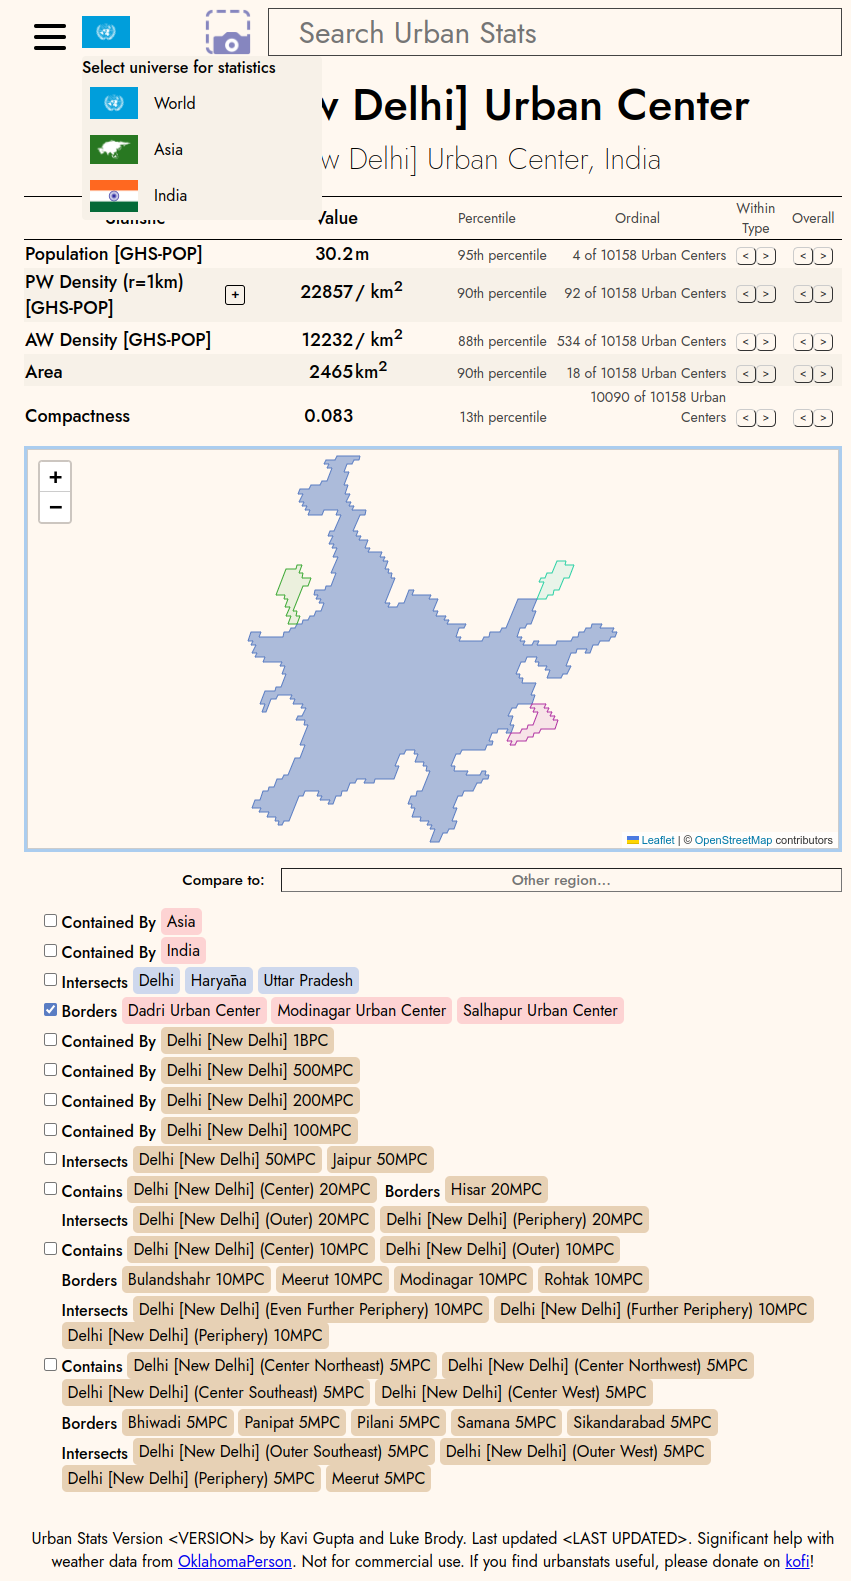 Search Urban Stats
Select universe for statistics
World
Asia
India
w Delhi] Urban Center
w Delhi] Urban Center, India
Statistic Value Percentile Ordinal Within Type Overall
Population [GHS-POP] 30.2 m 95th percentile 4 of 10158 Urban Centers < > < >
PW Density (r=1km) [GHS-POP] + 22857 / km² 90th percentile 92 of 10158 Urban Centers < > < >
AW Density [GHS-POP] 12232 / km² 88th percentile 534 of 10158 Urban Centers < > < >
Area 2465 km² 90th percentile 18 of 10158 Urban Centers < > < >
Compactness 0.083 13th percentile 10090 of 10158 Urban Centers < > < >
+
−
Leaflet | © OpenStreetMap contributors
Compare to: Other region...
Contained By Asia
Contained By India
Intersects Delhi Haryāna Uttar Pradesh
Borders Dadri Urban Center Modinagar Urban Center Salhapur Urban Center
Contained By Delhi [New Delhi] 1BPC
Contained By Delhi [New Delhi] 500MPC
Contained By Delhi [New Delhi] 200MPC
Contained By Delhi [New Delhi] 100MPC
Intersects Delhi [New Delhi] 50MPC Jaipur 50MPC
Contains Delhi [New Delhi] (Center) 20MPC Borders Hisar 20MPC
Intersects Delhi [New Delhi] (Outer) 20MPC Delhi [New Delhi] (Periphery) 20MPC
Contains Delhi [New Delhi] (Center) 10MPC Delhi [New Delhi] (Outer) 10MPC
Borders Bulandshahr 10MPC Meerut 10MPC Modinagar 10MPC Rohtak 10MPC
Intersects Delhi [New Delhi] (Even Further Periphery) 10MPC Delhi [New Delhi] (Further Periphery) 10MPC
Delhi [New Delhi] (Periphery) 10MPC
Contains Delhi [New Delhi] (Center Northeast) 5MPC Delhi [New Delhi] (Center Northwest) 5MPC
Delhi [New Delhi] (Center Southeast) 5MPC Delhi [New Delhi] (Center West) 5MPC
Borders Bhiwadi 5MPC Panipat 5MPC Pilani 5MPC Samana 5MPC Sikandarabad 5MPC
Intersects Delhi [New Delhi] (Outer Southeast) 5MPC Delhi [New Delhi] (Outer West) 5MPC
Delhi [New Delhi] (Periphery) 5MPC Meerut 5MPC
Urban Stats Version <VERSION> by Kavi Gupta and Luke Brody. Last updated <LAST UPDATED>. Significant help with
weather data from OklahomaPerson. Not for commercial use. If you find urbanstats useful, please donate on kofi!